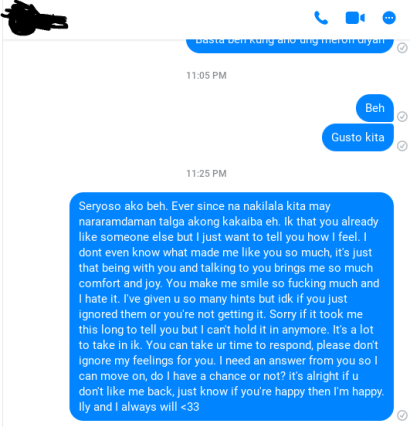 Basta beh kung ano ung meron diyan
11:05 PM
Beh
Gusto kita
11:25 PM
Seryoso ako beh. Ever since na nakilala kita may
nararamdaman talga akong kakaiba eh. Ik that you already
like someone else but I just want to tell you how I feel. I
dont even know what made me like you so much, it's just
that being with you and talking to you brings me so much
comfort and joy. You make me smile so fucking much and
I hate it. I've given u so many hints but idk if you just
ignored them or you're not getting it. Sorry if it took me
this long to tell you but I can't hold it in anymore. It's a lot
to take in ik. You can take ur time to respond, please don't
ignore my feelings for you. I need an answer from you so I
can move on, do I have a chance or not? it's alright if u
don't like me back, just know if you're happy then I'm happy.
Ily and I always will <33